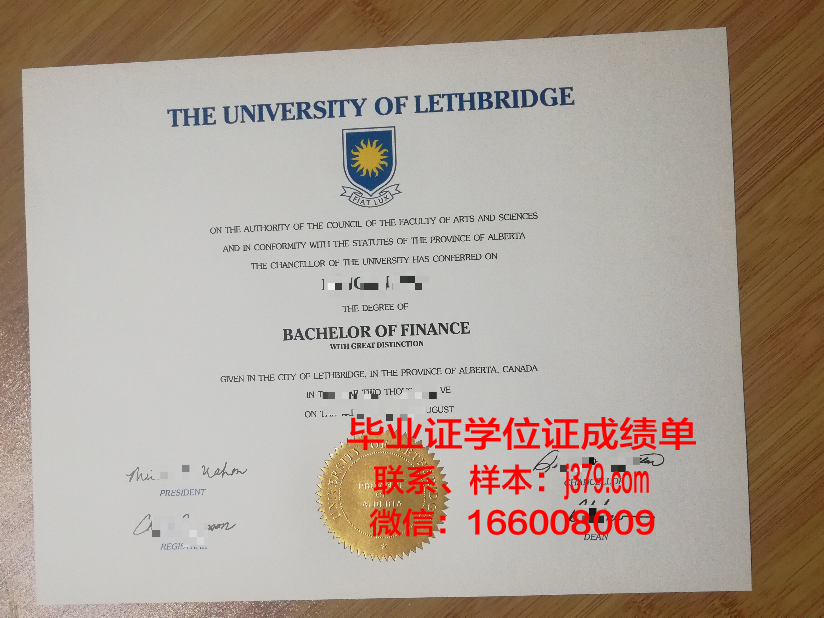 THE UNIVERSITY OF LETHBRIDGE
FIAT LUX
ON THE AUTHORITY OF THE COUNCIL OF THE FACULTY OF ARTS AND SCIENCES
AND IN CONFORMITY WITH THE STATUTES OF THE PROVINCE OF ALBERTA
THE CHANCELLOR OF THE UNIVERSITY HAS CONFERRED ON
THE DEGREE OF
BACHELOR OF FINANCE
WITH GREAT DISTINCTION
GIVEN IN THE CITY OF LETHBRIDGE, IN THE PROVINCE OF ALBERTA, CANADA
IN
ON
毕业证学位证成绩单
联系、样本：j379.com
微信：166008009
PRESIDENT
CHANCELLOR
DEAN